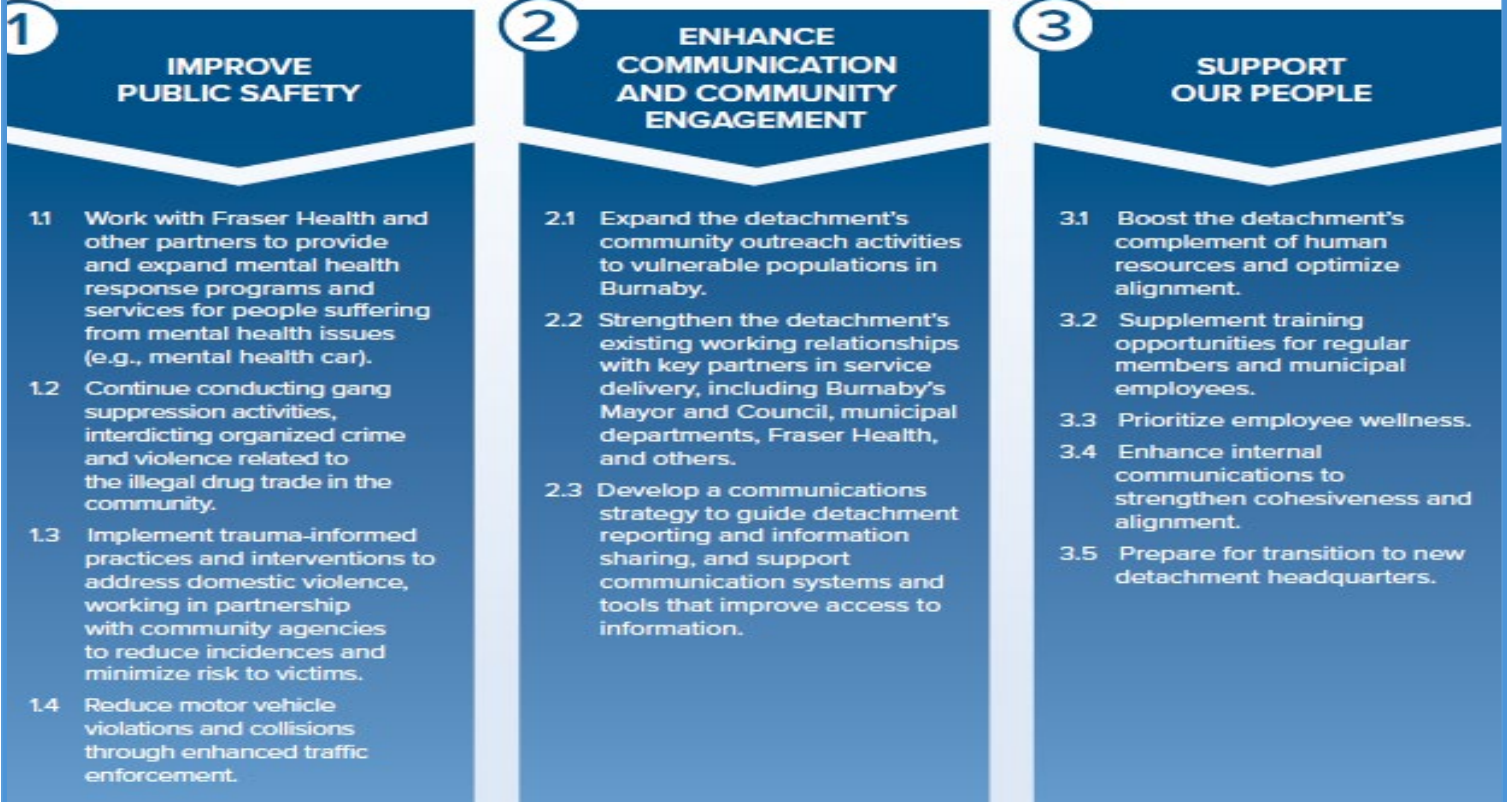 1
IMPROVE
PUBLIC SAFETY
1.1 Work with Fraser Health and
other partners to provide
and expand mental health
response programs and
services for people suffering
from mental health issues
(e.g., mental health car).
1.2 Continue conducting gang
suppression activities,
interdicting organized crime
and violence related to
the illegal drug trade in the
community.
1.3 Implement trauma-informed
practices and interventions to
address domestic violence,
working in partnership
with community agencies
to reduce incidences and
minimize risk to victims.
1.4 Reduce motor vehicle
violations and collisions
through enhanced traffic
enforcement.
2
ENHANCE
COMMUNICATION
AND COMMUNITY
ENGAGEMENT
2.1 Expand the detachment's
community outreach activities
to vulnerable populations in
Burnaby.
2.2 Strengthen the detachment's
existing working relationships
with key partners in service
delivery, including Burnaby's
Mayor and Council, municipal
departments, Fraser Health,
and others.
2.3 Develop a communications
strategy to guide detachment
reporting and information
sharing, and support
communication systems and
tools that improve access to
information.
3
SUPPORT
OUR PEOPLE
3.1 Boost the detachment's
complement of human
resources and optimize
alignment.
3.2 Supplement training
opportunities for regular
members and municipal
employees.
3.3 Prioritize employee wellness.
3.4 Enhance internal
communications to
strengthen cohesiveness and
alignment.
3.5 Prepare for transition to new
detachment headquarters.